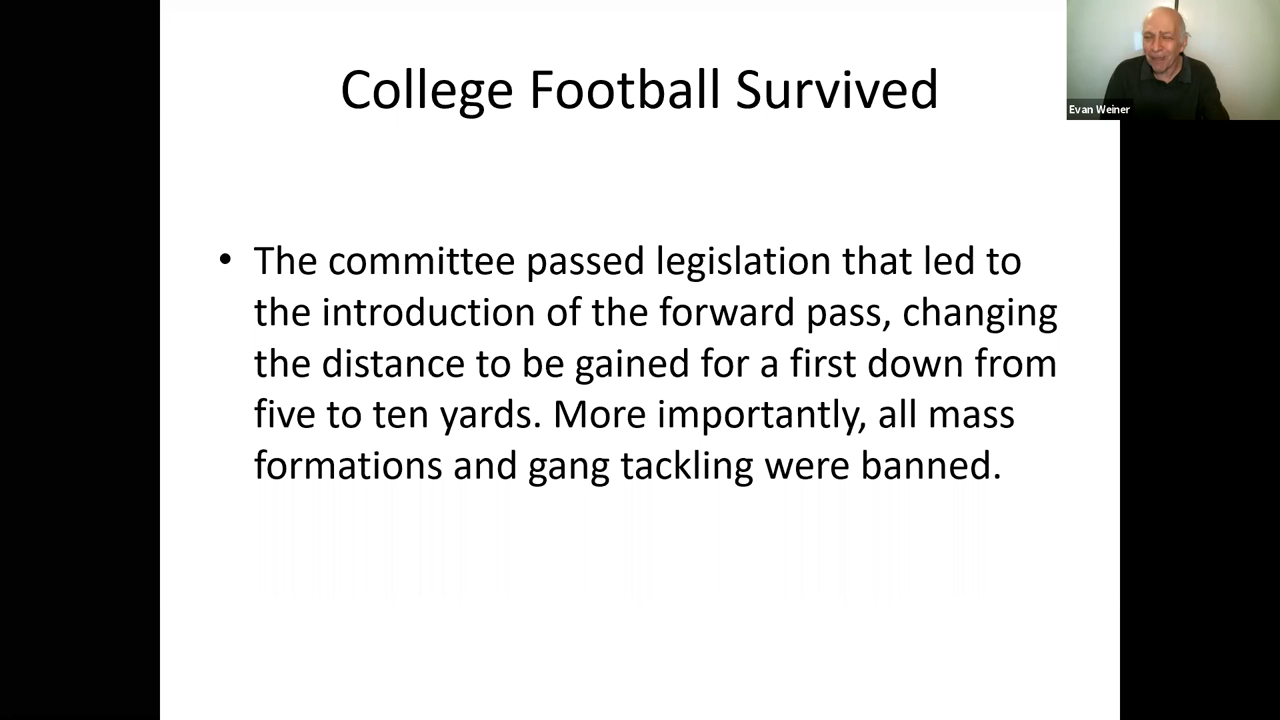 College Football Survived
Evan Weiner
• The committee passed legislation that led to
the introduction of the forward pass, changing
the distance to be gained for a first down from
five to ten yards. More importantly, all mass
formations and gang tackling were banned.